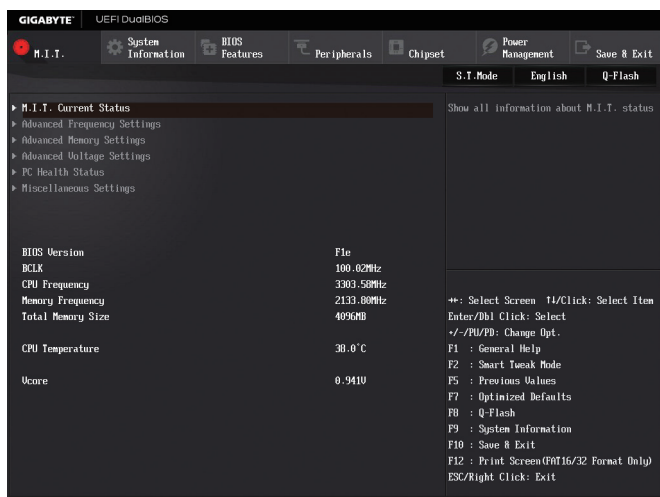 GIGABYTE™ UEFI DualBIOS
M.I.T.
System Information
BIOS Features
Peripherals
Chipset
Power Management
Save & Exit
S.T.Mode English Q-Flash
M.I.T. Current Status
Advanced Frequency Settings
Advanced Memory Settings
Advanced Voltage Settings
PC Health Status
Miscellaneous Settings
Show all information about M.I.T. status
BIOS Version F1e
BCLK 100.02MHz
CPU Frequency 3303.58MHz
Memory Frequency 2133.80MHz
Total Memory Size 4096MB
CPU Temperature 38.0°C
Vcore 0.941V
→←: Select Screen ↑↓/Click: Select Item
Enter/Dbl Click: Select
+/-/PU/PD: Change Opt.
F1 : General Help
F2 : Smart Tweak Mode
F5 : Previous Values
F7 : Optimized Defaults
F8 : Q-Flash
F9 : System Information
F10 : Save & Exit
F12 : Print Screen(FAT16/32 Format Only)
ESC/Right Click: Exit